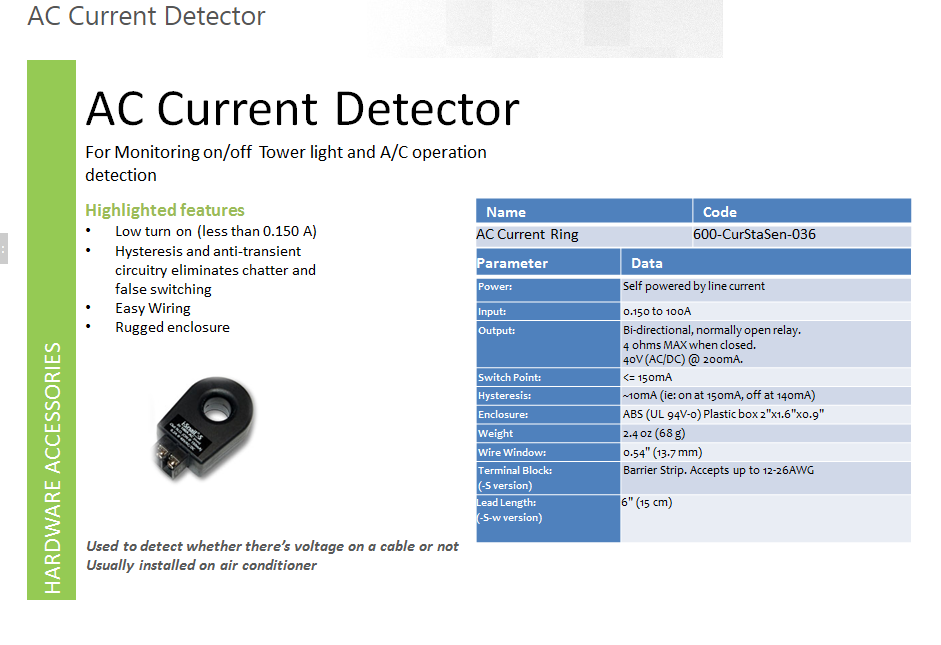 AC Current Detector
AC Current Detector
For Monitoring on/off Tower light and A/C operation
detection
Highlighted features
• Low turn on (less than 0.150 A)
• Hysteresis and anti-transient
circuitry eliminates chatter and
false switching
• Easy Wiring
• Rugged enclosure
HARDWARE ACCESSORIES
Used to detect whether there's voltage on a cable or not
Usually installed on air conditioner
Name Code
AC Current Ring 600-CurStaSen-036
Parameter Data
Power: Self powered by line current
Input: 0.150 to 100A
Output: Bi-directional, normally open relay.
4 ohms MAX when closed.
40V (AC/DC) @ 200mA.
Switch Point: <= 150mA
Hysteresis: ~10mA (ie: on at 150mA, off at 140mA)
Enclosure: ABS (UL 94V-0) Plastic box 2"x1.6"x0.9"
Weight 2.4 oz (68 g)
Wire Window: 0.54" (13.7 mm)
Terminal Block: Barrier Strip. Accepts up to 12-26AWG
(-S version)
Lead Length: 6" (15 cm)
(-S-w version)